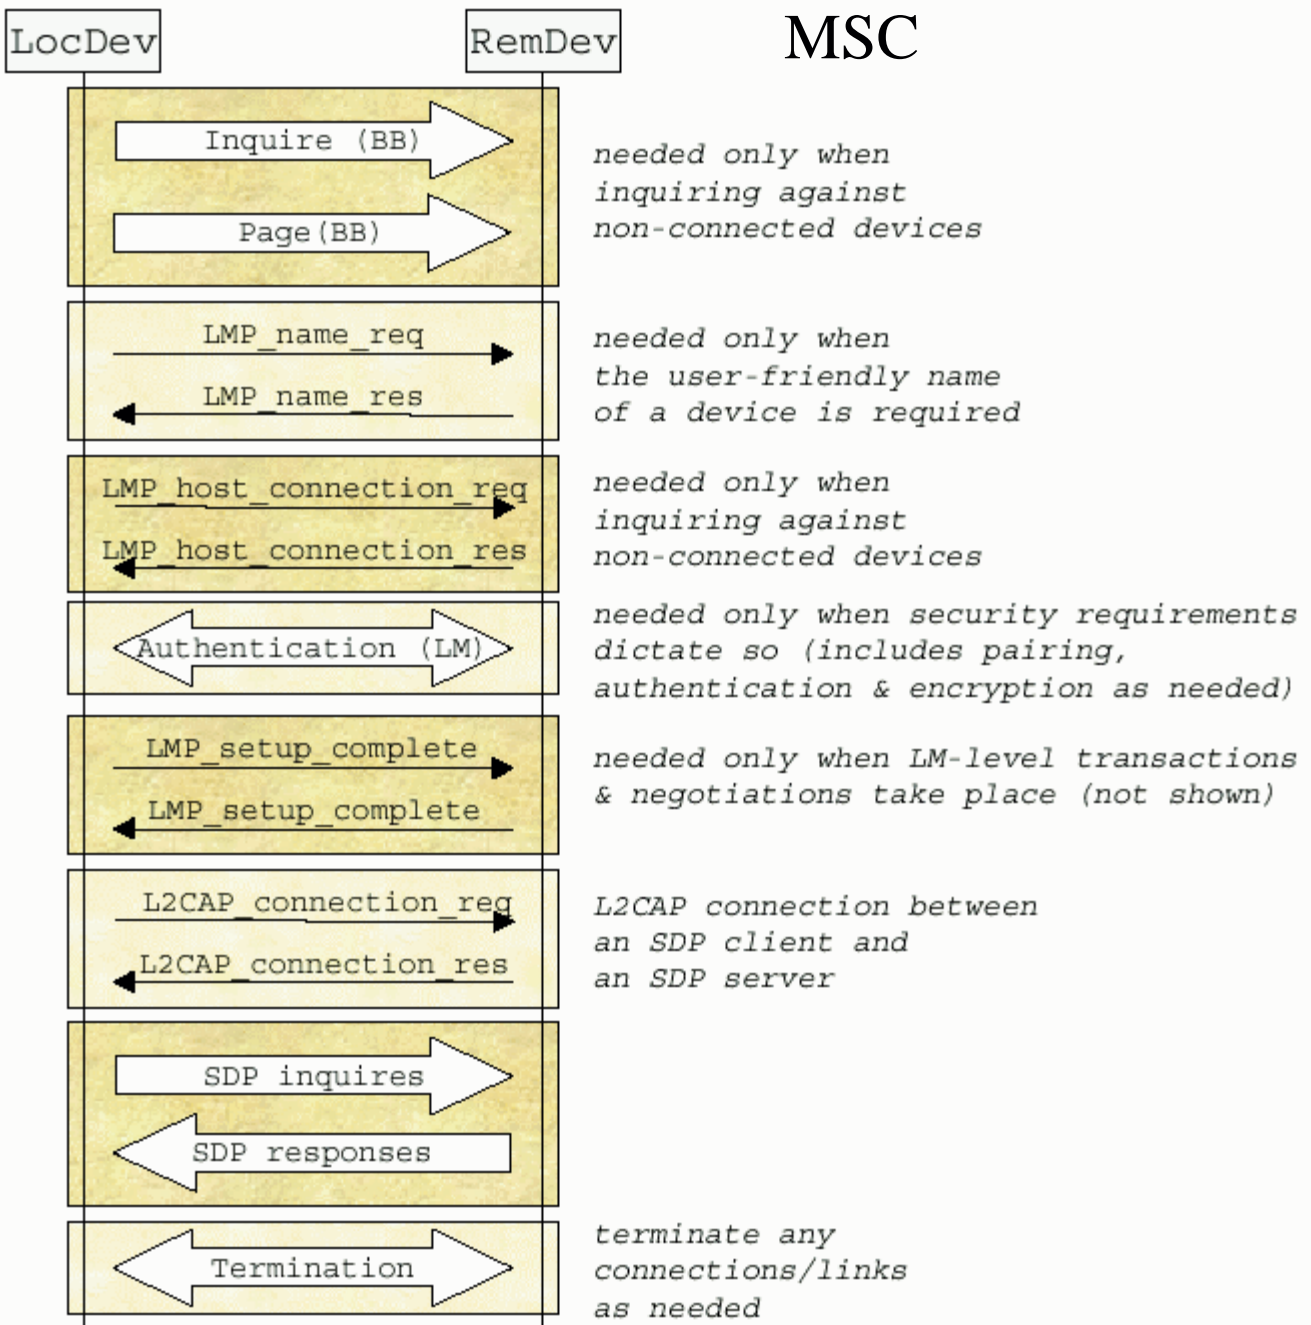 LocDev
RemDev
MSC
Inquire (BB)
Page(BB)
needed only when
inquiring against
non-connected devices
LMP_name_req
LMP_name_res
needed only when
the user-friendly name
of a device is required
LMP_host_connection_req
LMP_host_connection_res
needed only when
inquiring against
non-connected devices
Authentication (LM)
needed only when security requirements
dictate so (includes pairing,
authentication & encryption as needed)
LMP_setup_complete
LMP_setup_complete
needed only when LM-level transactions
& negotiations take place (not shown)
L2CAP_connection_req
L2CAP_connection_res
L2CAP connection between
an SDP client and
an SDP server
SDP inquires
SDP responses
Termination
terminate any
connections/links
as needed